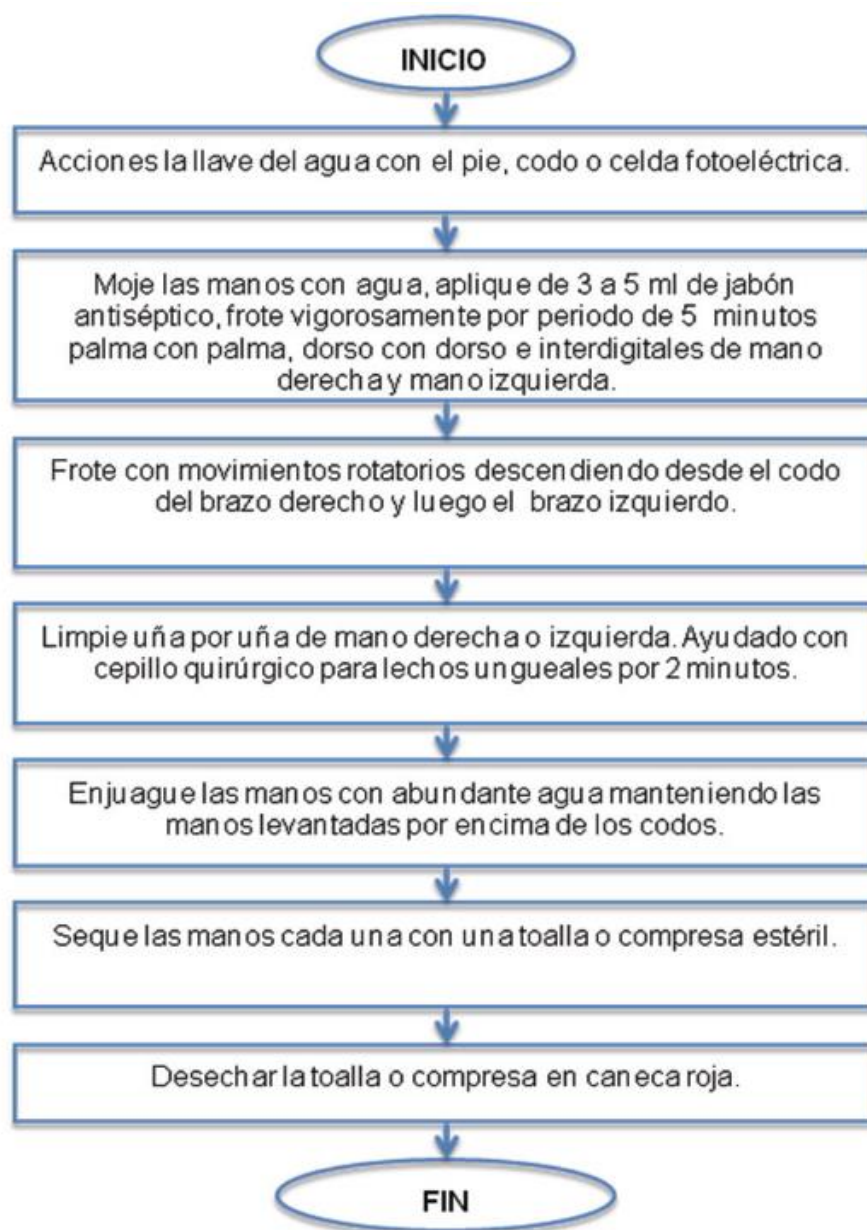 INICIO
Acciones la llave del agua con el pie, codo o celda fotoeléctrica.
Moje las manos con agua, aplique de 3 a 5 ml de jabón
antiséptico, frote vigorosamente por periodo de 5 minutos
palma con palma, dorso con dorso e interdigitales de mano
derecha y mano izquierda.
Frote con movimientos rotatorios descendiendo desde el codo
del brazo derecho y luego el brazo izquierdo.
Limpie uña por uña de mano derecha o izquierda. Ayudado con
cepillo quirúrgico para lechos ungueales por 2 minutos.
Enjuague las manos con abundante agua manteniendo las
manos levantadas por encima de los codos.
Seque las manos cada una con una toalla o compresa estéril.
Desechar la toalla o compresa en caneca roja.
FIN